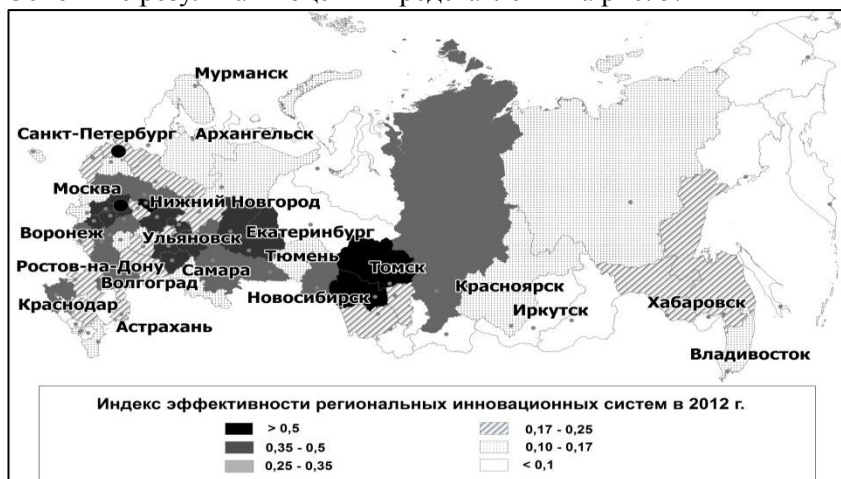 Мурманск
Санкт-Петербург
Архангельск
Москва
Нижний Новгород
Воронеж
Ульяновск
Екатеринбург
Тюмень
Томск
Ростов-на-Дону
Самара
Волгоград
Новосибирск
Красноярск
Краснодар
Иркутск
Хабаровск
Астрахань
Владивосток
Индекс эффективности региональных инновационных систем в 2012 г.
> 0,5
0,17 - 0,25
0,35 - 0,5
0,10 - 0,17
0,25 - 0,35
< 0,1